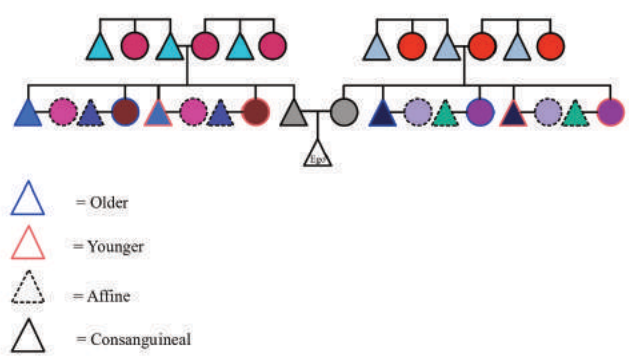 Ego
= Older
= Younger
= Affine
= Consanguineal